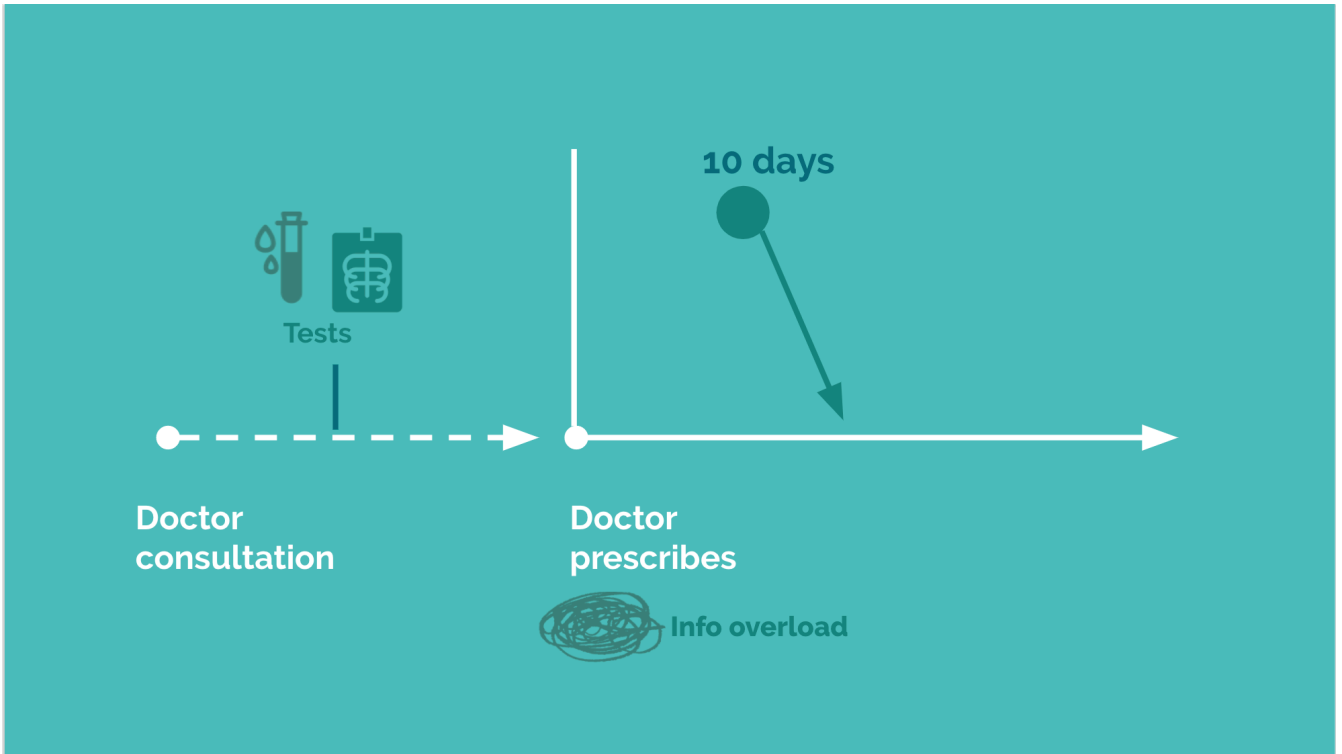 10 days
Tests
Doctor
consultation
Doctor
prescribes
Info overload